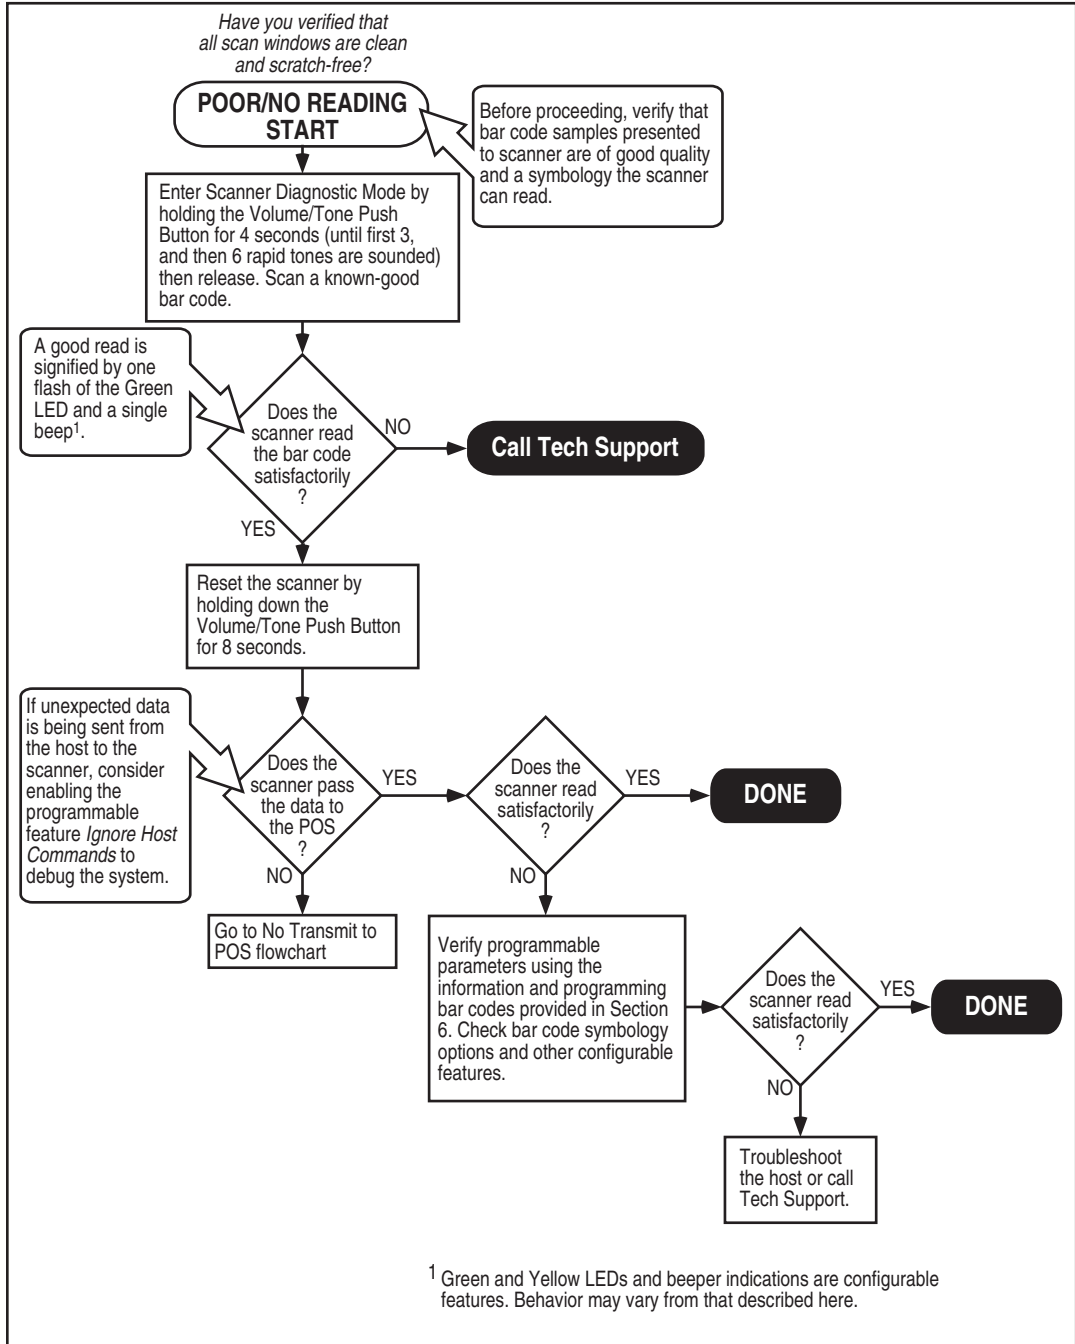 Have you verified that
all scan windows are clean
and scratch-free?
POOR/NO READING
START
Before proceeding, verify that
bar code samples presented
to scanner are of good quality
and a symbology the scanner
can read.
Enter Scanner Diagnostic Mode by
holding the Volume/Tone Push
Button for 4 seconds (until first 3,
and then 6 rapid tones are sounded)
then release. Scan a known-good
bar code.
A good read is
signified by one
flash of the Green
LED and a single
beep1.
Does the
scanner read
the bar code
satisfactorily
?
NO
Call Tech Support
YES
Reset the scanner by
holding down the
Volume/Tone Push Button
for 8 seconds.
If unexpected data
is being sent from
the host to the
scanner, consider
enabling the
programmable
feature Ignore Host
Commands to
debug the system.
Does the
scanner pass
the data to
the POS
?
YES
Does the
scanner read
satisfactorily
?
YES
DONE
NO
Go to No Transmit to
POS flowchart
NO
Verify programmable
parameters using the
information and programming
bar codes provided in Section
6. Check bar code symbology
options and other configurable
features.
Does the
scanner read
satisfactorily
?
YES
DONE
NO
Troubleshoot
the host or call
Tech Support.
1 Green and Yellow LEDs and beeper indications are configurable
features. Behavior may vary from that described here.